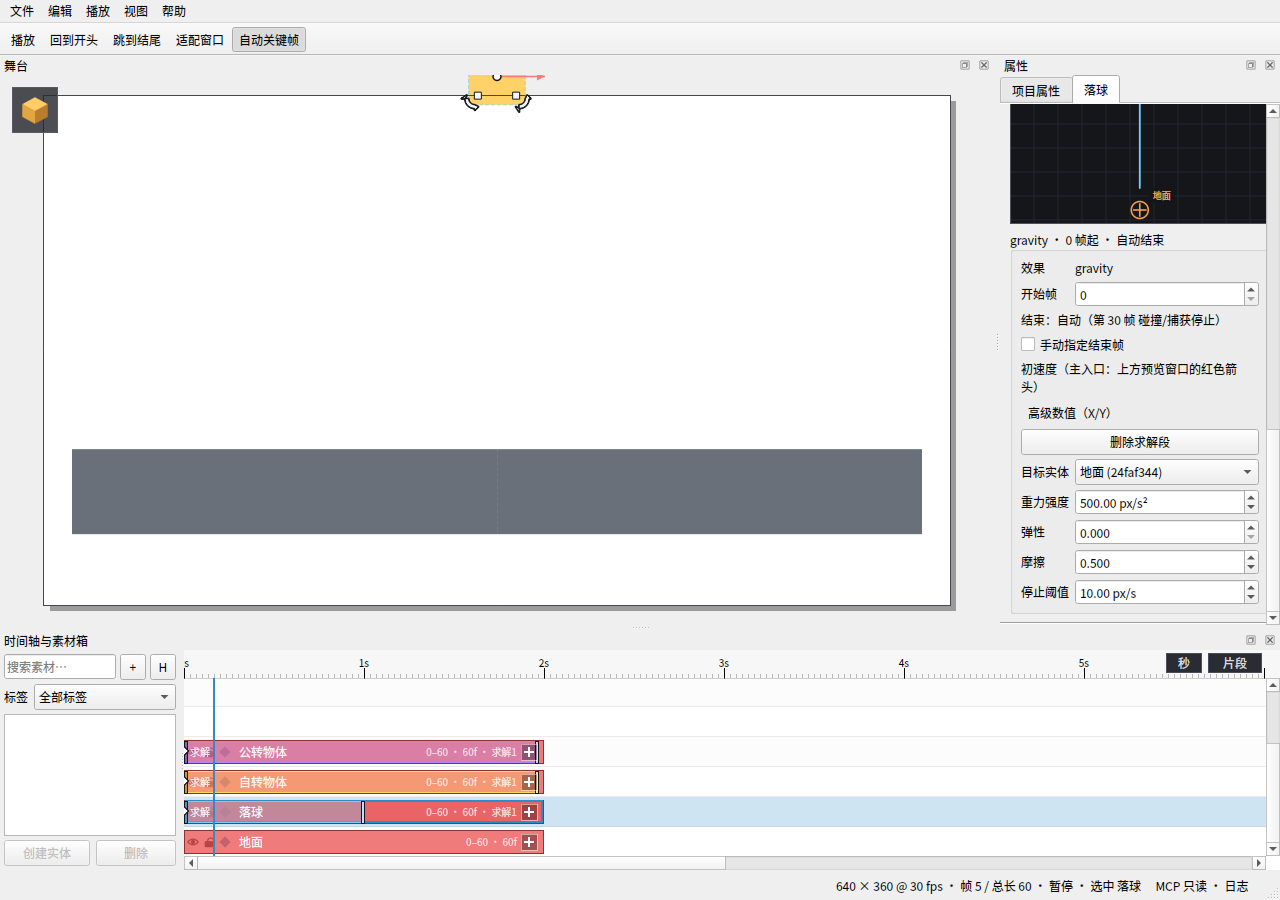 文件 编辑 播放 视图 帮助
播放 回到开头 跳到结尾 适配窗口 自动关键帧
舞台
属性
项目属性 落球
地面
gravity · 0 帧起 · 自动结束
效果 gravity
开始帧 0
结束：自动（第 30 帧 碰撞/捕获停止）
手动指定结束帧
初速度（主入口：上方预览窗口的红色箭
头）
高级数值（X/Y）
删除求解段
目标实体 地面 (24faf344)
重力强度 500.00 px/s²
弹性 0.000
摩擦 0.500
停止阈值 10.00 px/s
时间轴与素材箱
搜索素材… + H
标签 全部标签
创建实体 删除
s 1s 2s 3s 4s 5s 秒 片段
求解 公转物体 0–60 · 60f · 求解1
求解 自转物体 0–60 · 60f · 求解1
求解 落球 0–60 · 60f · 求解1
地面 0–60 · 60f
640 × 360 @ 30 fps · 帧 5 / 总长 60 · 暂停 · 选中 落球 MCP 只读 · 日志